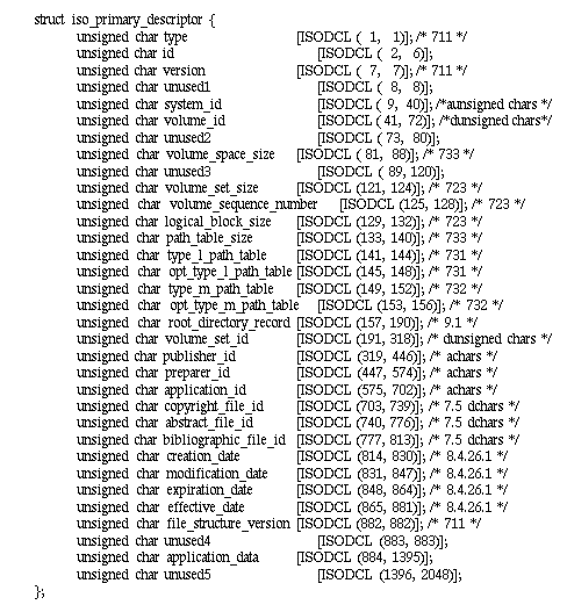 struct iso_primary_descriptor {
unsigned char type [ISODCL ( 1, 1)]; /* 711 */
unsigned char id [ISODCL ( 2, 6)];
unsigned char version [ISODCL ( 7, 7)]; /* 711 */
unsigned char unused1 [ISODCL ( 8, 8)];
unsigned char system_id [ISODCL ( 9, 40)]; /*aunsigned chars */
unsigned char volume_id [ISODCL ( 41, 72)]; /*dunsigned chars*/
unsigned char unused2 [ISODCL ( 73, 80)];
unsigned char volume_space_size [ISODCL ( 81, 88)]; /* 733 */
unsigned char unused3 [ISODCL ( 89, 120)];
unsigned char volume_set_size [ISODCL (121, 124)]; /* 723 */
unsigned char volume_sequence_number [ISODCL (125, 128)]; /* 723 */
unsigned char logical_block_size [ISODCL (129, 132)]; /* 723 */
unsigned char path_table_size [ISODCL (133, 140)]; /* 733 */
unsigned char type_l_path_table [ISODCL (141, 144)]; /* 731 */
unsigned char opt_type_l_path_table [ISODCL (145, 148)]; /* 731 */
unsigned char type_m_path_table [ISODCL (149, 152)]; /* 732 */
unsigned char opt_type_m_path_table [ISODCL (153, 156)]; /* 732 */
unsigned char root_directory_record [ISODCL (157, 190)]; /* 9.1 */
unsigned char volume_set_id [ISODCL (191, 318)]; /* dunsigned chars */
unsigned char publisher_id [ISODCL (319, 446)]; /* achars */
unsigned char preparer_id [ISODCL (447, 574)]; /* achars */
unsigned char application_id [ISODCL (575, 702)]; /* achars */
unsigned char copyright_file_id [ISODCL (703, 739)]; /* 7.5 dchars */
unsigned char abstract_file_id [ISODCL (740, 776)]; /* 7.5 dchars */
unsigned char bibliographic_file_id [ISODCL (777, 813)]; /* 7.5 dchars */
unsigned char creation_date [ISODCL (814, 830)]; /* 8.4.26.1 */
unsigned char modification_date [ISODCL (831, 847)]; /* 8.4.26.1 */
unsigned char expiration_date [ISODCL (848, 864)]; /* 8.4.26.1 */
unsigned char effective_date [ISODCL (865, 881)]; /* 8.4.26.1 */
unsigned char file_structure_version [ISODCL (882, 882)]; /* 711 */
unsigned char unused4 [ISODCL (883, 883)];
unsigned char application_data [ISODCL (884, 1395)];
unsigned char unused5 [ISODCL (1396, 2048)];
};